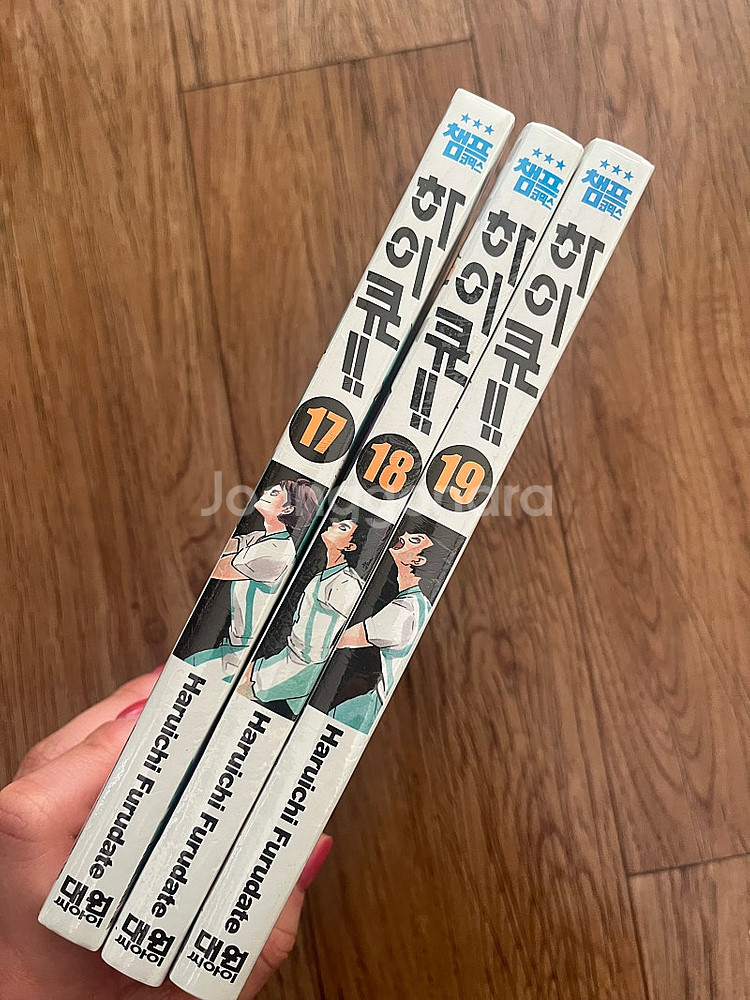 챔프
코믹스
하이큐!!
17
Haruichi Furudate
대원
씨아이
챔프
코믹스
하이큐!!
18
Haruichi Furudate
대원
씨아이
챔프
코믹스
하이큐!!
19
Haruichi Furudate
대원
씨아이
Joonggonara